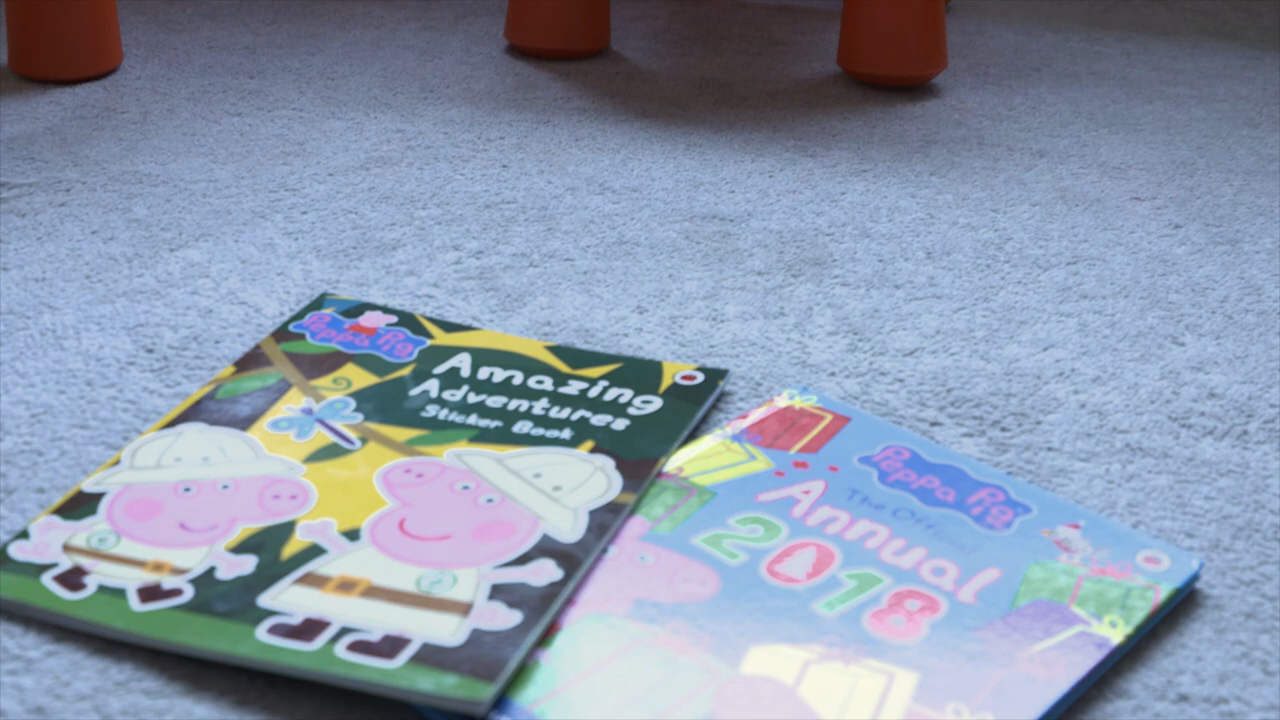 Peppa Pig
Amazing
Adventures
Sticker Book
Peppa Pig
The Official
Annual
2018